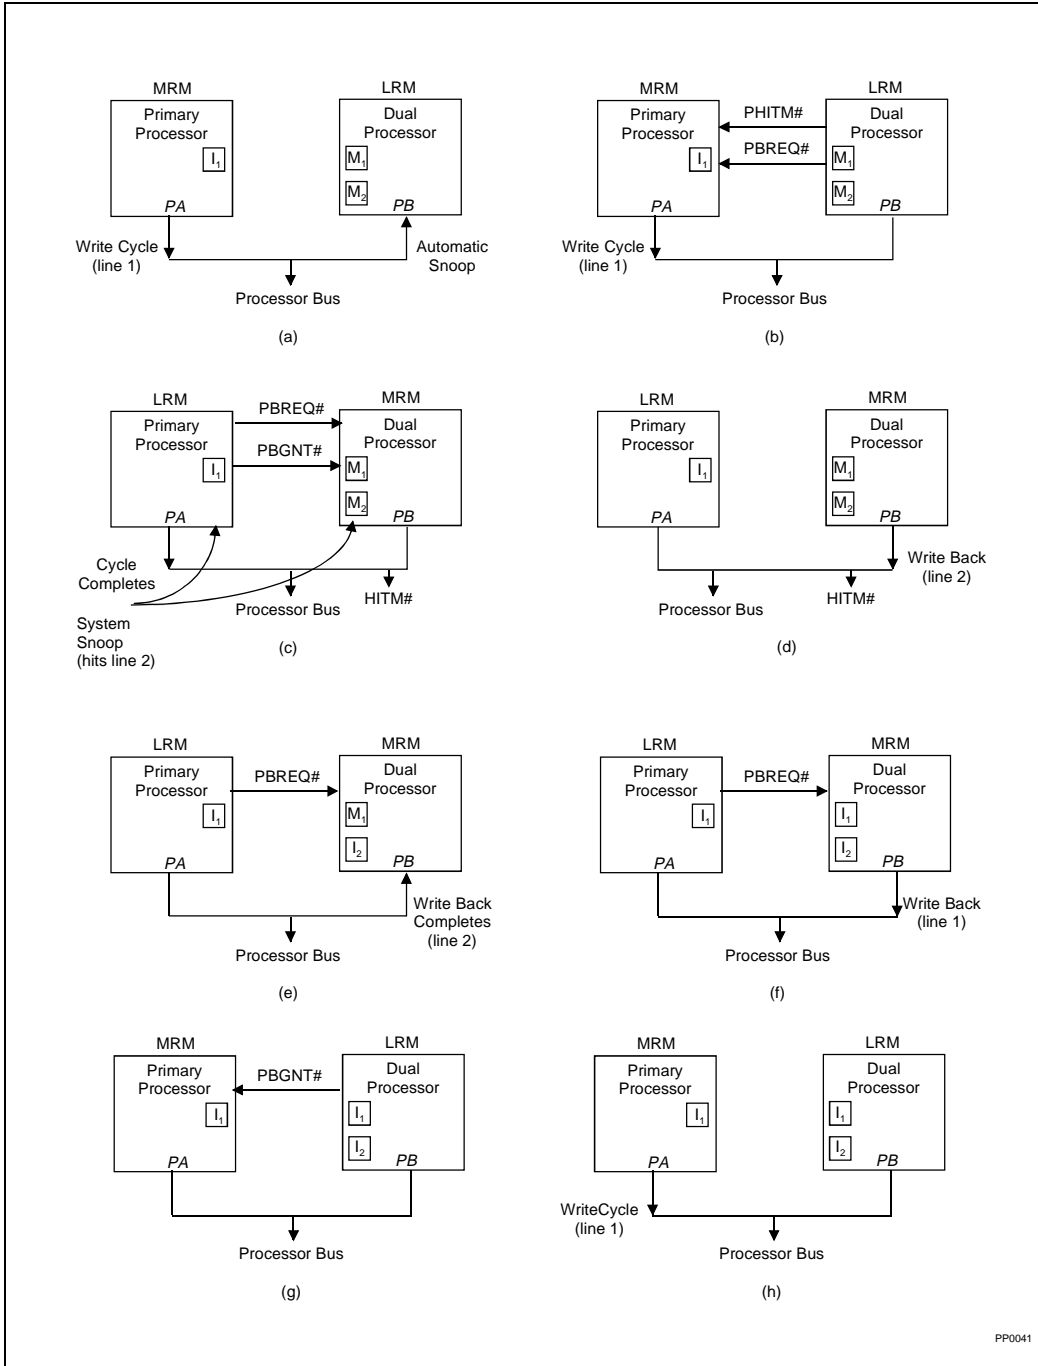 MRM
LRM
Primary
Processor
I1
PA
Dual
Processor
M1
M2
PB
Write Cycle
(line 1)
Automatic
Snoop
Processor Bus
(a)
MRM
LRM
Primary
Processor
I1
PA
PHITM#
PBREQ#
Dual
Processor
M1
M2
PB
Write Cycle
(line 1)
Processor Bus
(b)
LRM
MRM
Primary
Processor
I1
PA
PBREQ#
PBGNT#
Dual
Processor
M1
M2
PB
Cycle
Completes
HITM#
Processor Bus
System
Snoop
(hits line 2)
(c)
LRM
MRM
Primary
Processor
I1
PA
Dual
Processor
M1
M2
PB
Write Back
(line 2)
Processor Bus
HITM#
(d)
LRM
MRM
Primary
Processor
I1
PA
PBREQ#
Dual
Processor
M1
I2
PB
Write Back
Completes
(line 2)
Processor Bus
(e)
LRM
MRM
Primary
Processor
I1
PA
PBREQ#
Dual
Processor
I1
I2
PB
Write Back
(line 1)
Processor Bus
(f)
MRM
LRM
Primary
Processor
I1
PA
PBGNT#
Dual
Processor
I1
I2
PB
Processor Bus
(g)
MRM
LRM
Primary
Processor
I1
PA
Dual
Processor
I1
I2
PB
WriteCycle
(line 1)
Processor Bus
(h)
PP0041